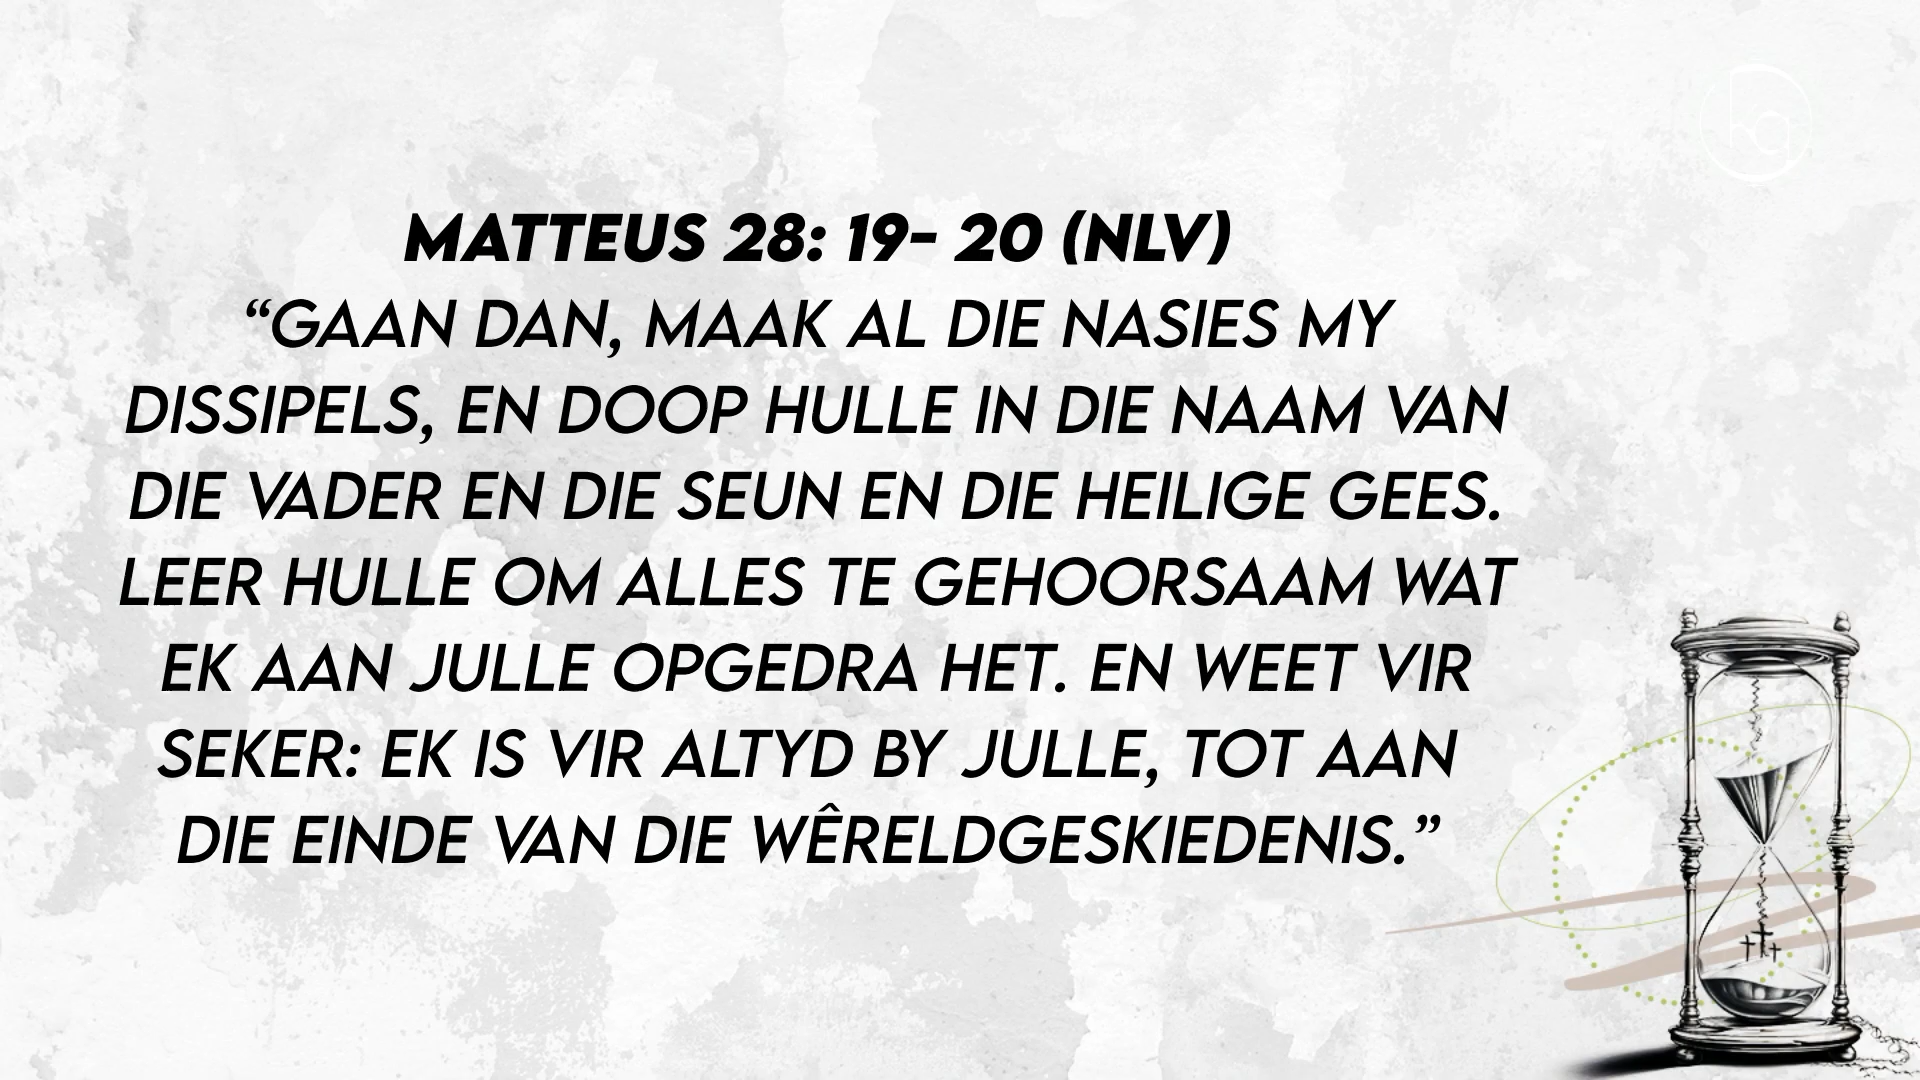 MATTEUS 28: 19- 20 (NLV)
“GAAN DAN, MAAK AL DIE NASIES MY
DISSIPELS, EN DOOP HULLE IN DIE NAAM VAN
DIE VADER EN DIE SEUN EN DIE HEILIGE GEES.
LEER HULLE OM ALLES TE GEHOORSAAM WAT
EK AAN JULLE OPGEDRA HET. EN WEET VIR
SEKER: EK IS VIR ALTYD BY JULLE, TOT AAN
DIE EINDE VAN DIE WÊRELDGESKIEDENIS.”